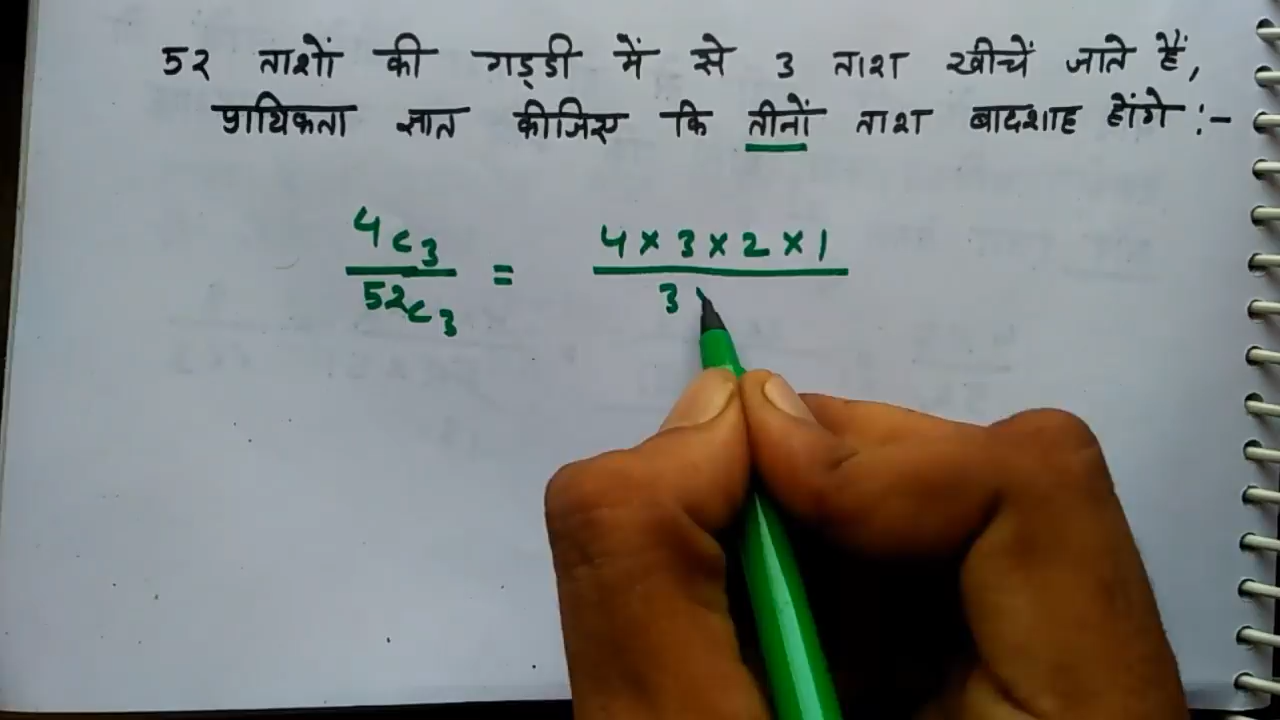 52 ताशों की गड्डी में से 3 ताश खीचें जाते हैं,
प्रायिकता ज्ञात कीजिए कि तीनों ताश बादशाह होंगे :-
4c3 / 52c3 = 4 × 3 × 2 × 1 / 3